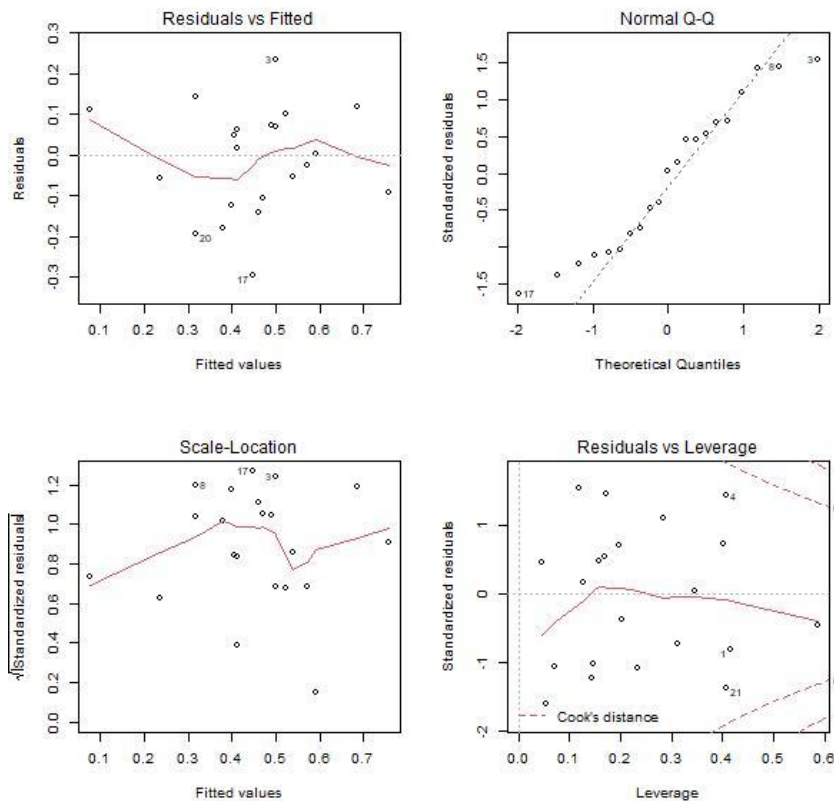 Residuals vs Fitted
Residuals
0.3
0.2
0.1
0.0
-0.1
-0.2
-0.3
3
20
17
0.1 0.2 0.3 0.4 0.5 0.6 0.7
Fitted values
Normal Q-Q
Standardized residuals
1.5
0.5
0.0
-0.5
-1.5
8
3
17
-2 -1 0 1 2
Theoretical Quantiles
Scale-Location
√|Standardized residuals|
1.2
1.0
0.8
0.6
0.4
0.2
0.0
8
17
3
0.1 0.2 0.3 0.4 0.5 0.6 0.7
Fitted values
Residuals vs Leverage
Standardized residuals
1
0
-1
-2
4
1
21
Cook's distance
0.0 0.1 0.2 0.3 0.4 0.5 0.6
Leverage